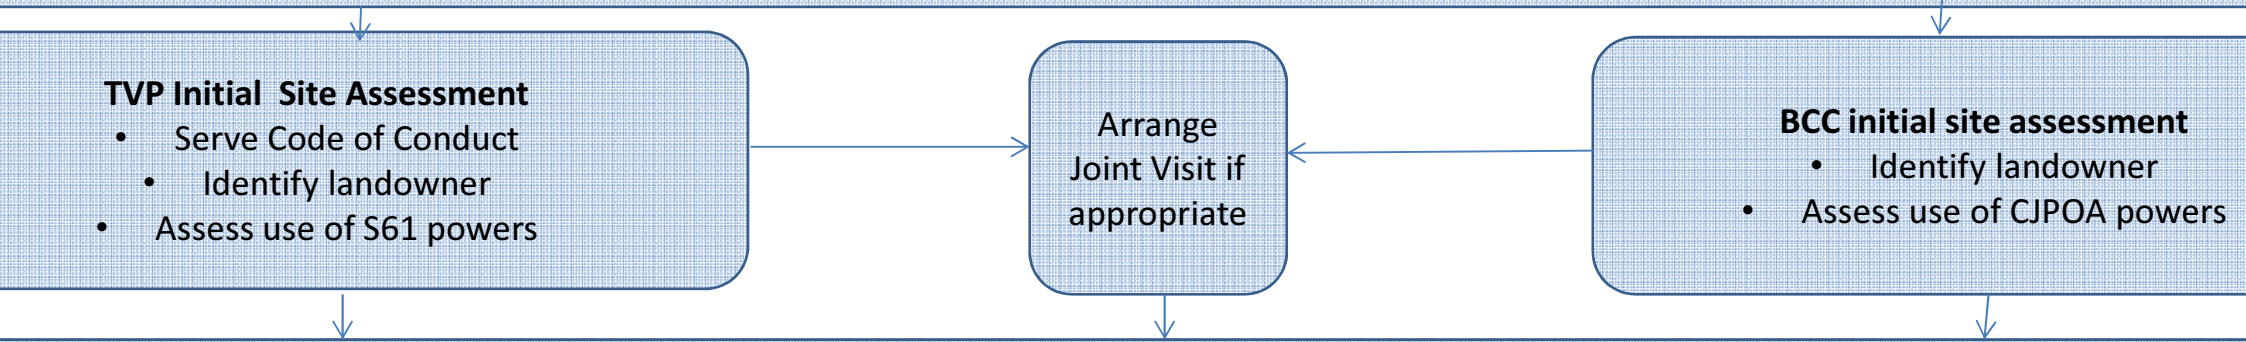 TVP Initial  Site Assessment
• Serve Code of Conduct
• Identify landowner
• Assess use of S61 powers
Arrange
Joint Visit if
appropriate
BCC initial site assessment
• Identify landowner
• Assess use of CJPOA powers